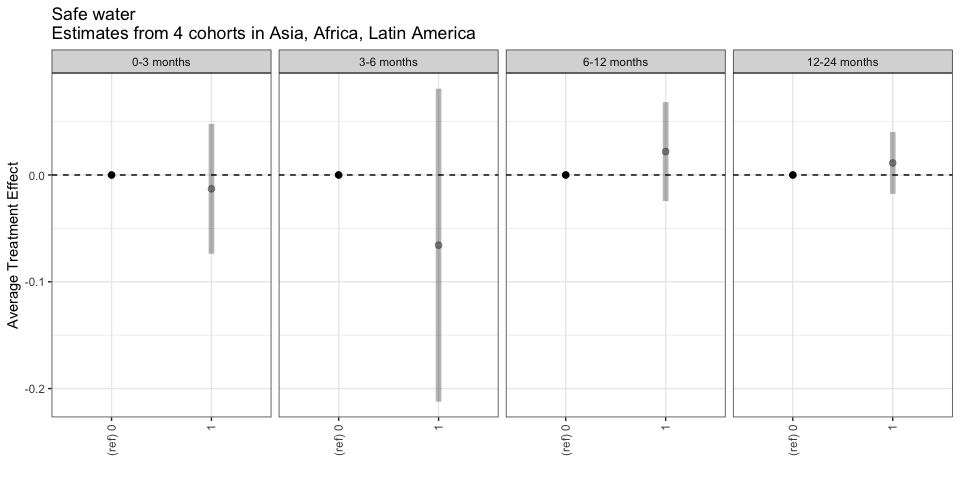 Safe water
Estimates from 4 cohorts in Asia, Africa, Latin America
0-3 months
3-6 months
6-12 months
12-24 months
Average Treatment Effect
0.0
-0.1
-0.2
(ref) 0
1
(ref) 0
1
(ref) 0
1
(ref) 0
1